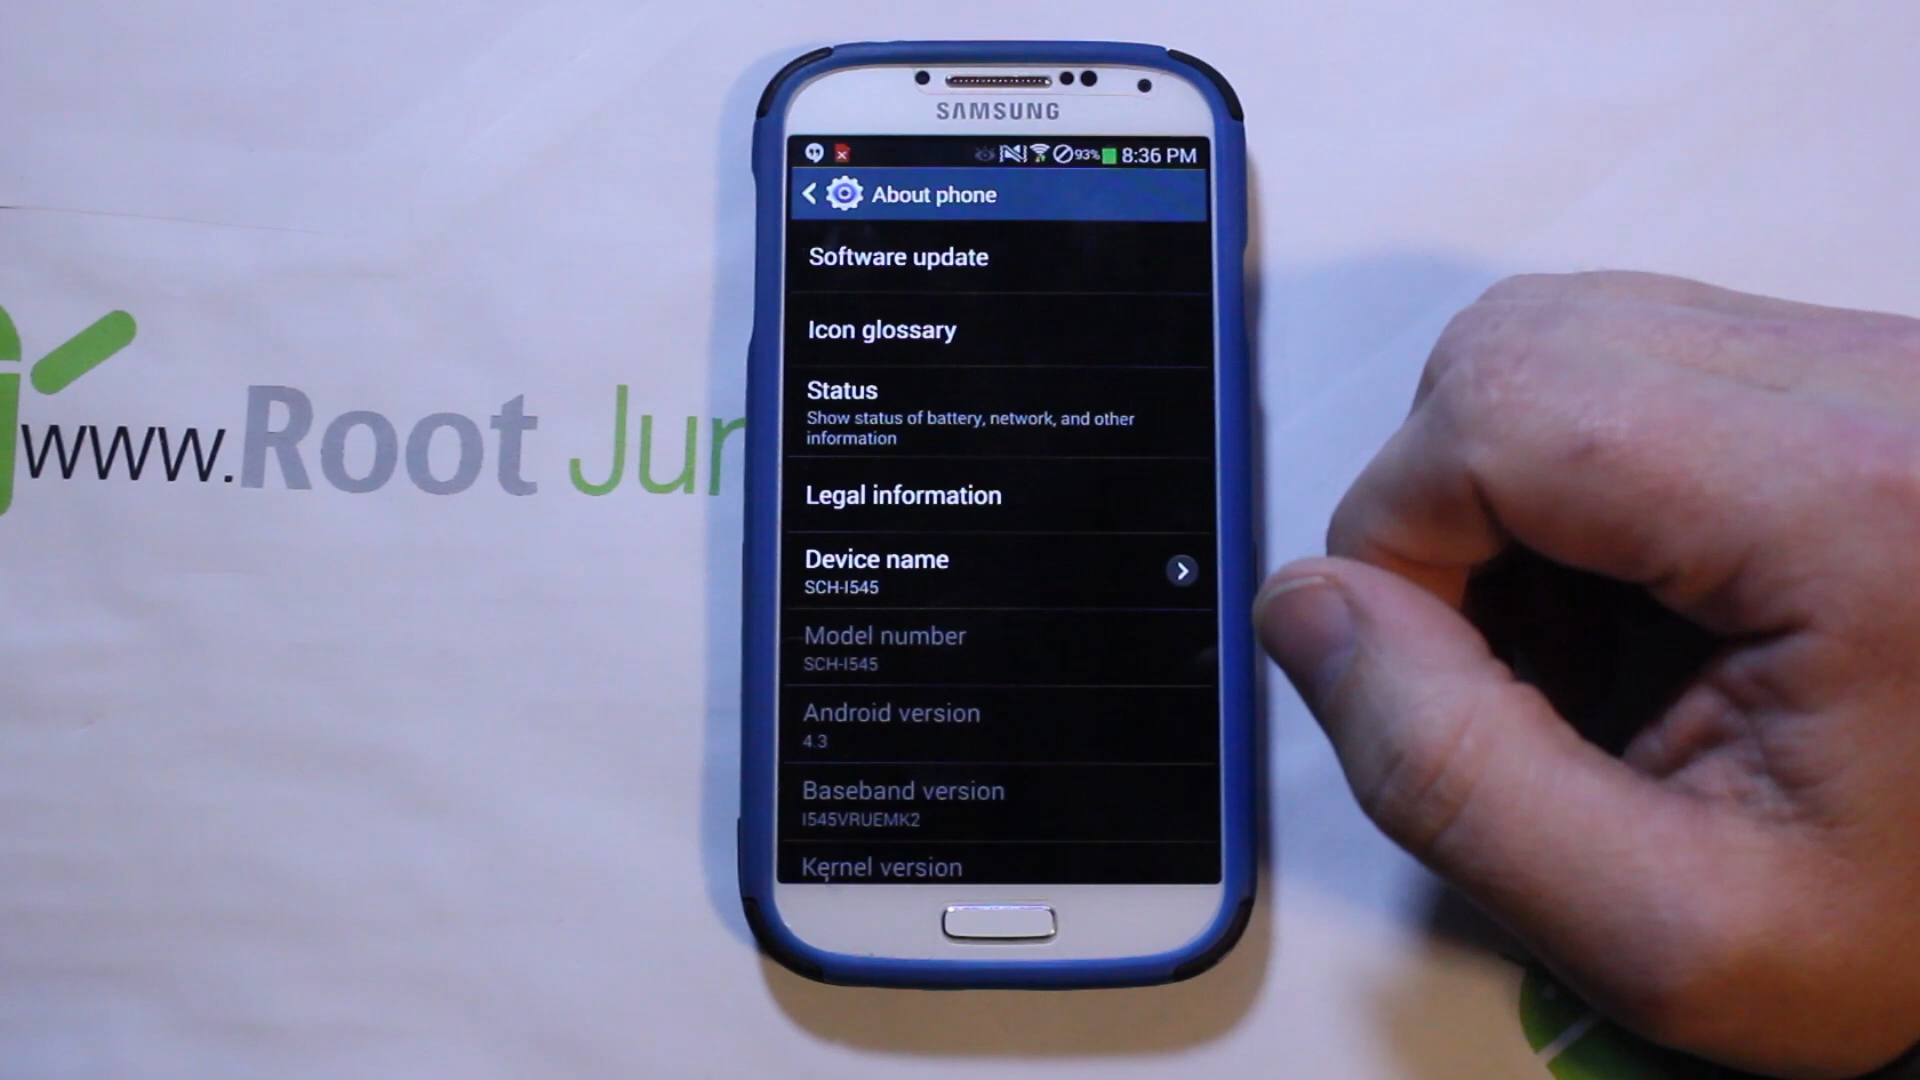 SAMSUNG
93% 8:36 PM
About phone
Software update
Icon glossary
Status
Show status of battery, network, and other
information
Legal information
Device name
SCH-I545
Model number
SCH-I545
Android version
4.3
Baseband version
I545VRUEMK2
Kernel version
www.Root Jun